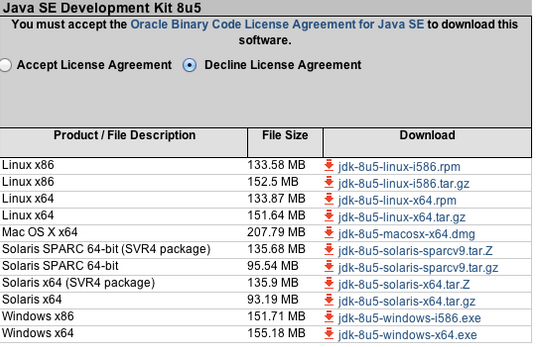 Java SE Development Kit 8u5
You must accept the Oracle Binary Code License Agreement for Java SE to download this
software.
Accept License Agreement Decline License Agreement
Product / File Description File Size Download
Linux x86 133.58 MB jdk-8u5-linux-i586.rpm
Linux x86 152.5 MB jdk-8u5-linux-i586.tar.gz
Linux x64 133.87 MB jdk-8u5-linux-x64.rpm
Linux x64 151.64 MB jdk-8u5-linux-x64.tar.gz
Mac OS X x64 207.79 MB jdk-8u5-macosx-x64.dmg
Solaris SPARC 64-bit (SVR4 package) 135.68 MB jdk-8u5-solaris-sparcv9.tar.Z
Solaris SPARC 64-bit 95.54 MB jdk-8u5-solaris-sparcv9.tar.gz
Solaris x64 (SVR4 package) 135.9 MB jdk-8u5-solaris-x64.tar.Z
Solaris x64 93.19 MB jdk-8u5-solaris-x64.tar.gz
Windows x86 151.71 MB jdk-8u5-windows-i586.exe
Windows x64 155.18 MB jdk-8u5-windows-x64.exe